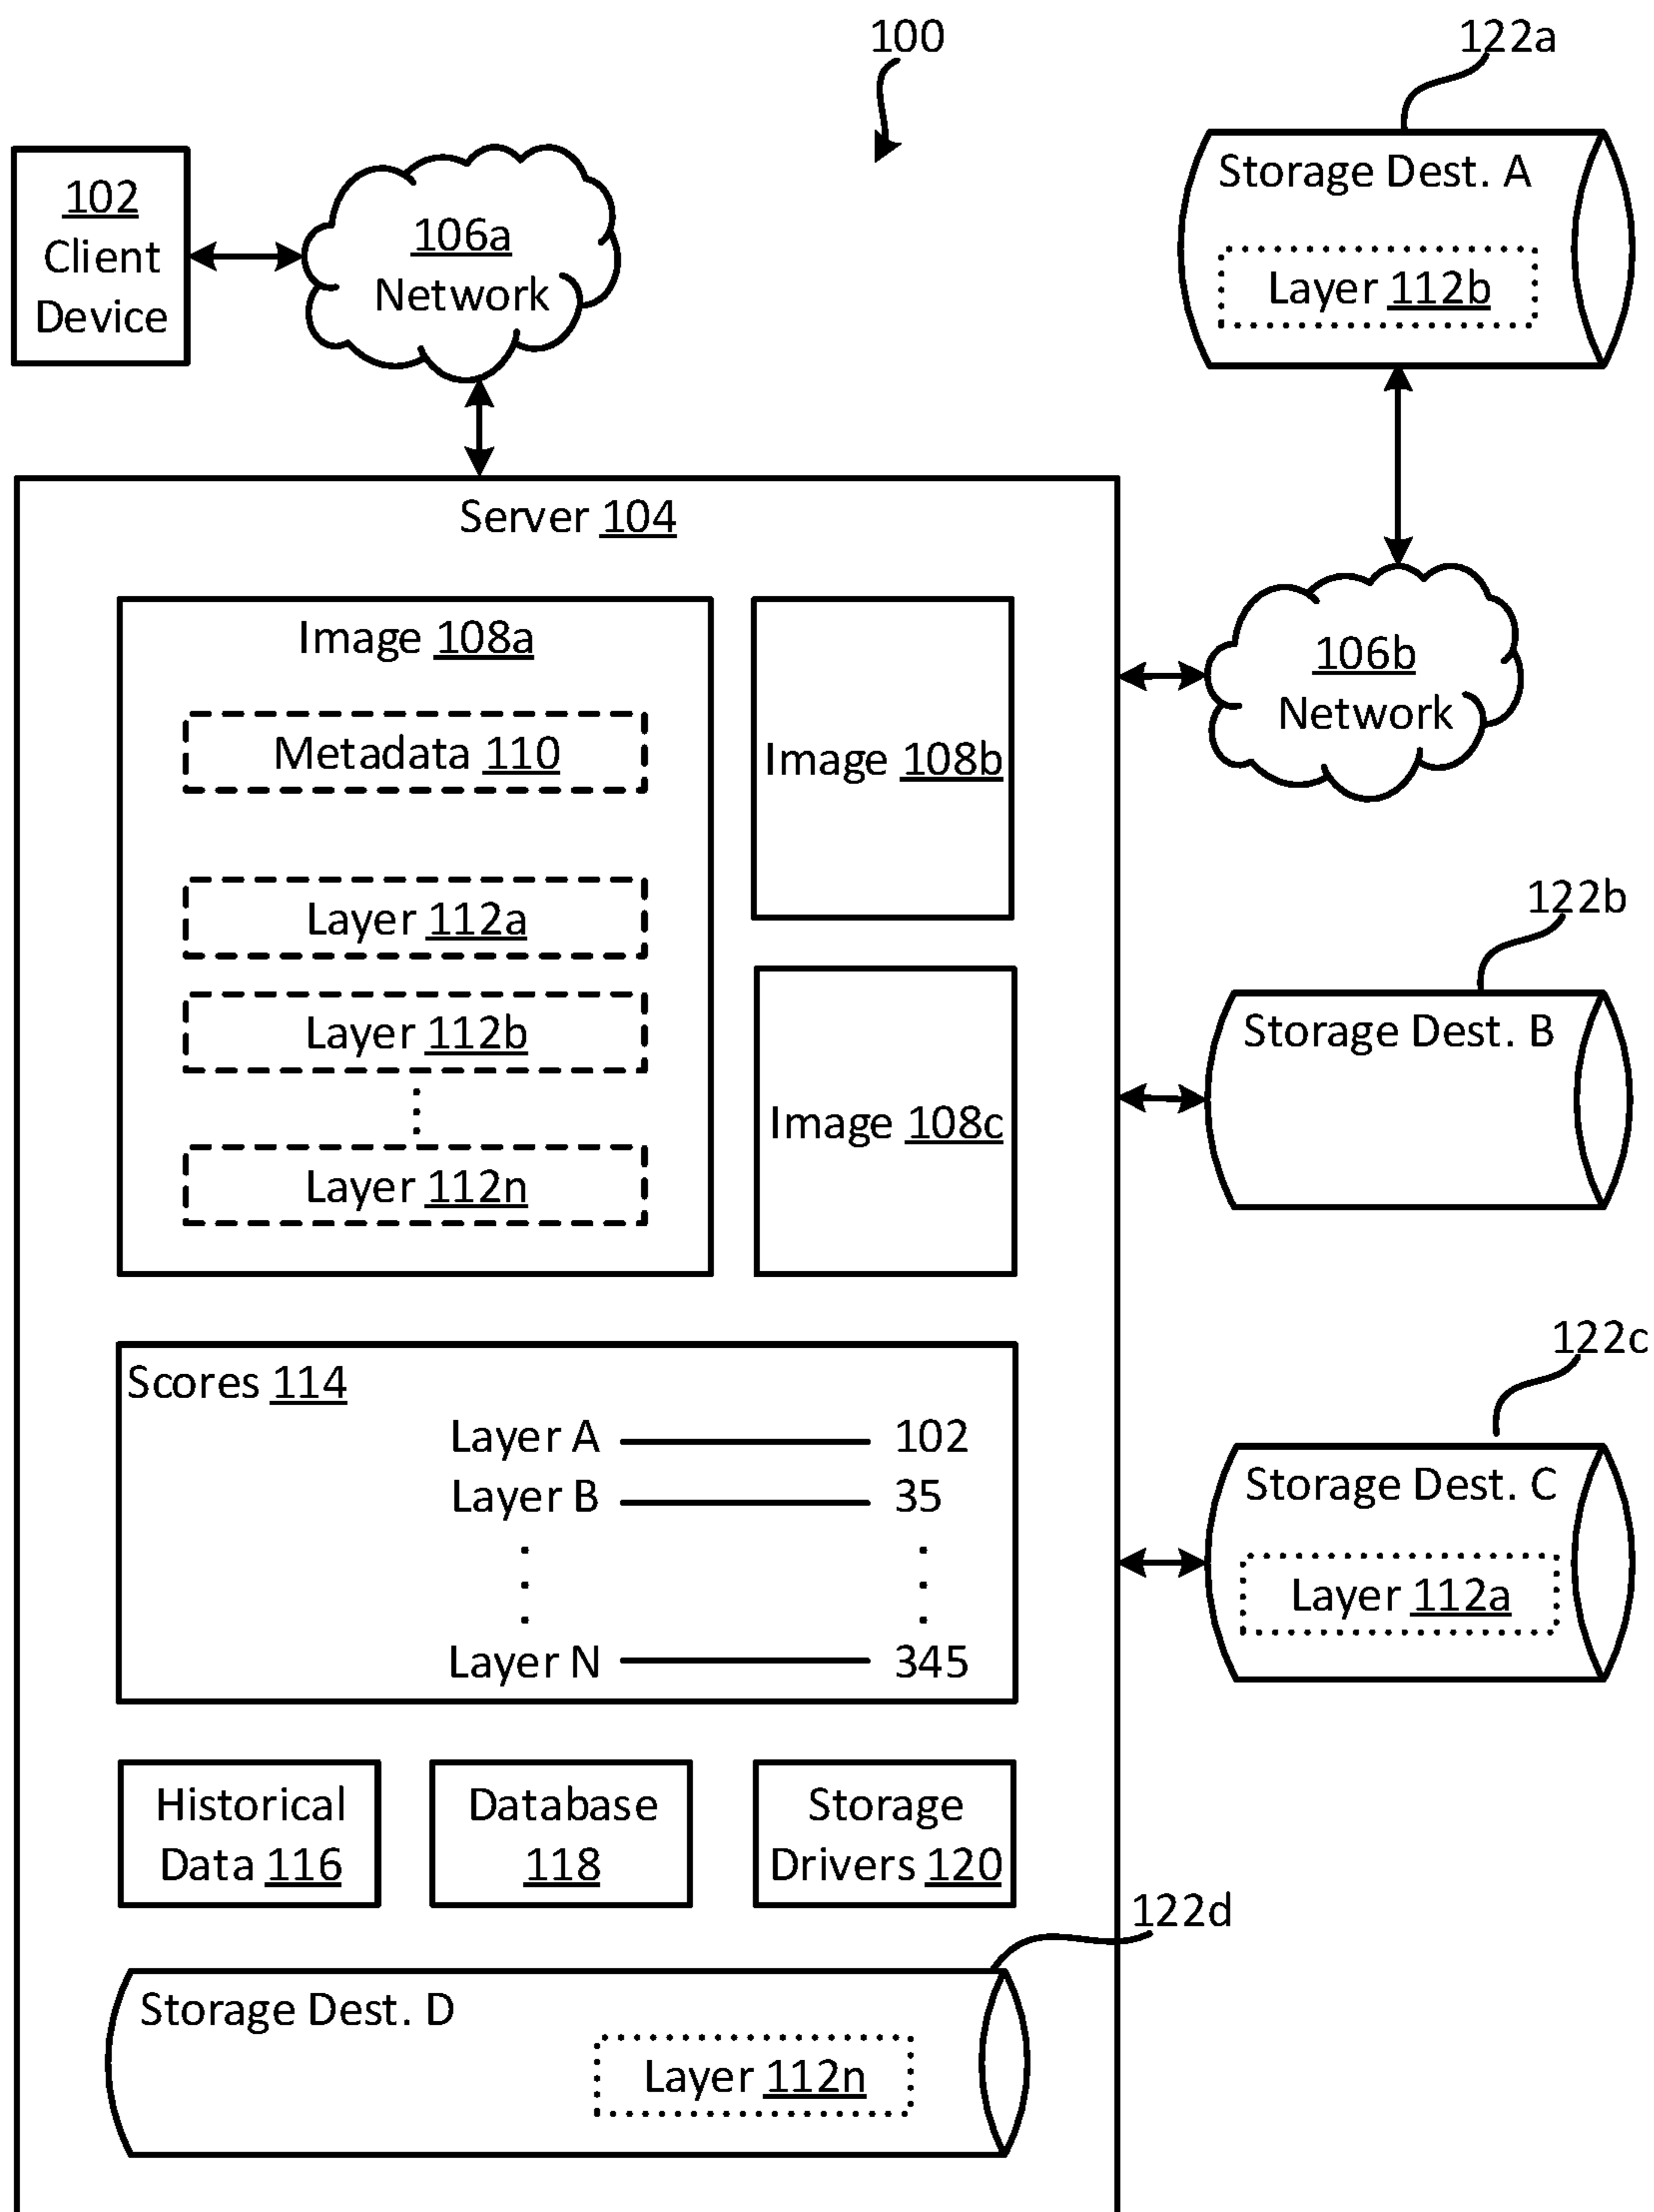 100
122a
102
Client
Device
106a
Network
Storage Dest. A
Layer 112b
Server 104
Image 108a
Metadata 110
Layer 112a
Layer 112b
Layer 112n
Image 108b
Image 108c
106b
Network
122b
Storage Dest. B
Scores 114
Layer A 102
Layer B 35
Layer N 345
122c
Storage Dest. C
Layer 112a
Historical
Data 116
Database
118
Storage
Drivers 120
122d
Storage Dest. D
Layer 112n